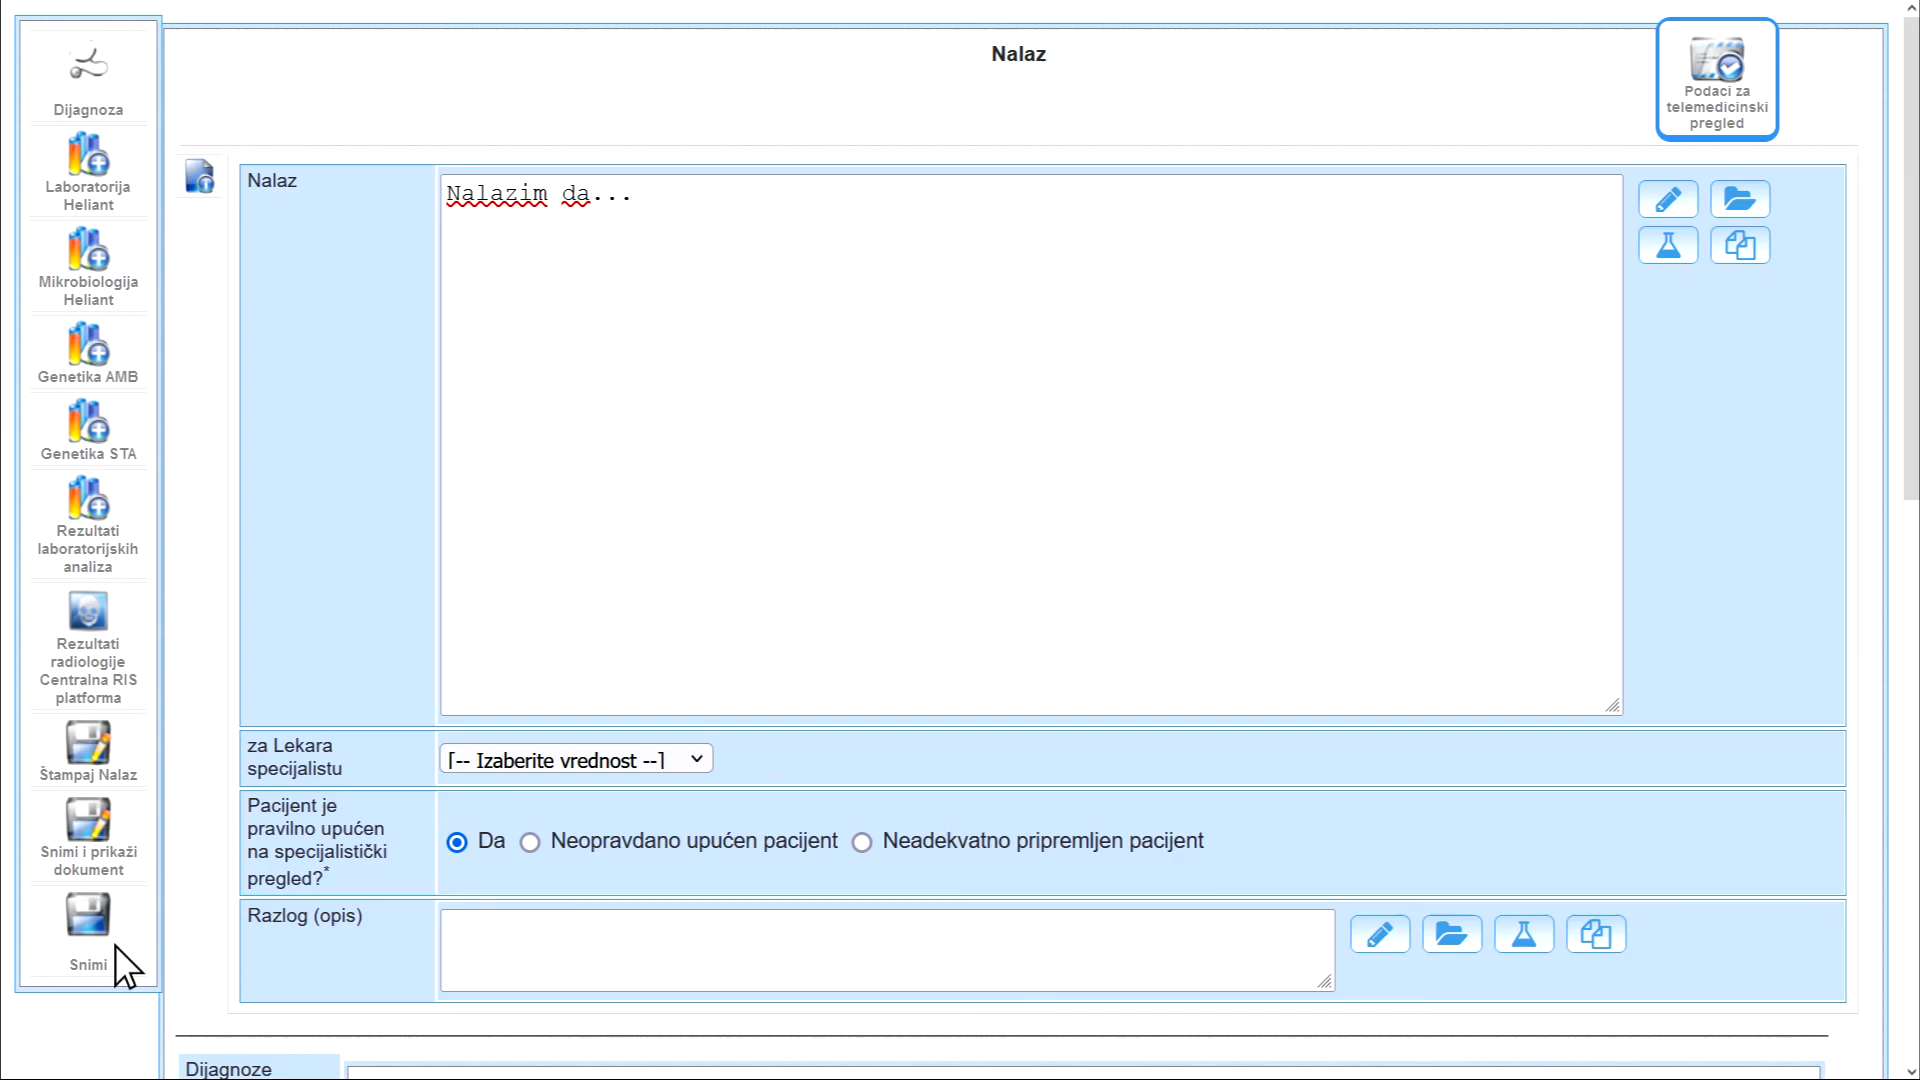 Dijagnoza
Laboratorija
Heliant
Mikrobiologija
Heliant
Genetika AMB
Genetika STA
Rezultati
laboratorijskih
analiza
Rezultati
radiologije
Centralna RIS
platforma
Štampaj Nalaz
Snimi i prikaži
dokument
Snimi
Nalaz
Podaci za
telemedicinski
pregled
Nalaz
Nalazim da...
za Lekara
specijalistu
[-- Izaberite vrednost --]
Pacijent je
pravilno upućen
na specijalistički
pregled?*
Da Neopravdano upućen pacijent Neadekvatno pripremljen pacijent
Razlog (opis)
Dijagnoze